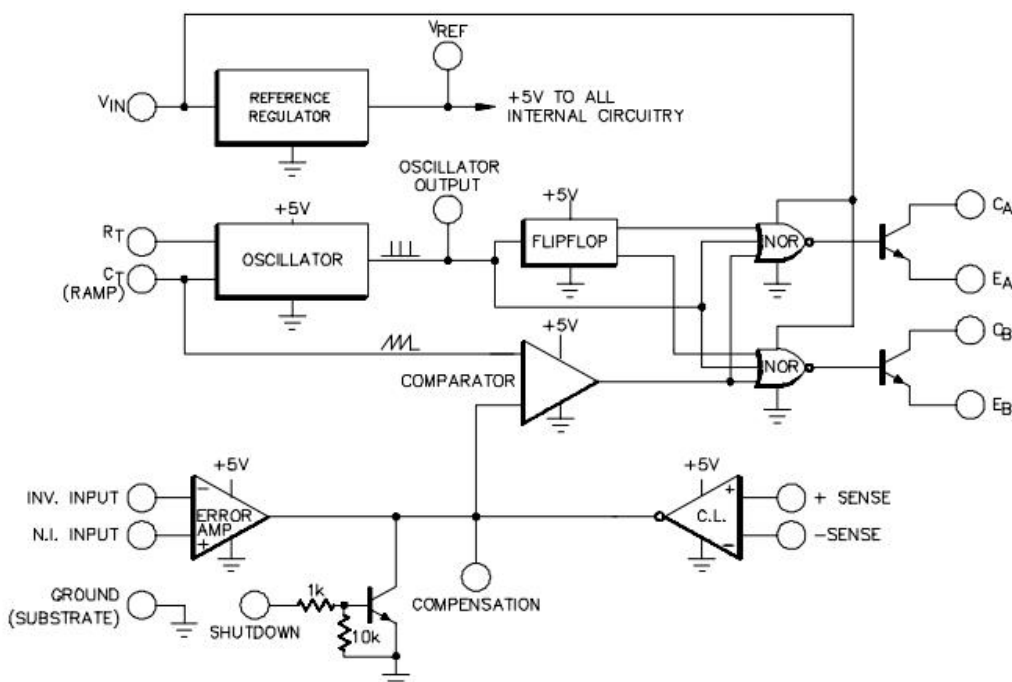 VREF
VIN
REFERENCE
REGULATOR
+5V TO ALL
INTERNAL CIRCUITRY
OSCILLATOR
OUTPUT
+5V
+5V
CA
RT
OSCILLATOR
FLIPFLOP
NOR
CT
(RAMP)
EA
+5V
CB
COMPARATOR
NOR
EB
+5V
+5V
INV. INPUT
−
+
+ SENSE
ERROR
AMP
C.L.
N.I. INPUT
+
−
-SENSE
GROUND
(SUBSTRATE)
1k
COMPENSATION
SHUTDOWN
10k